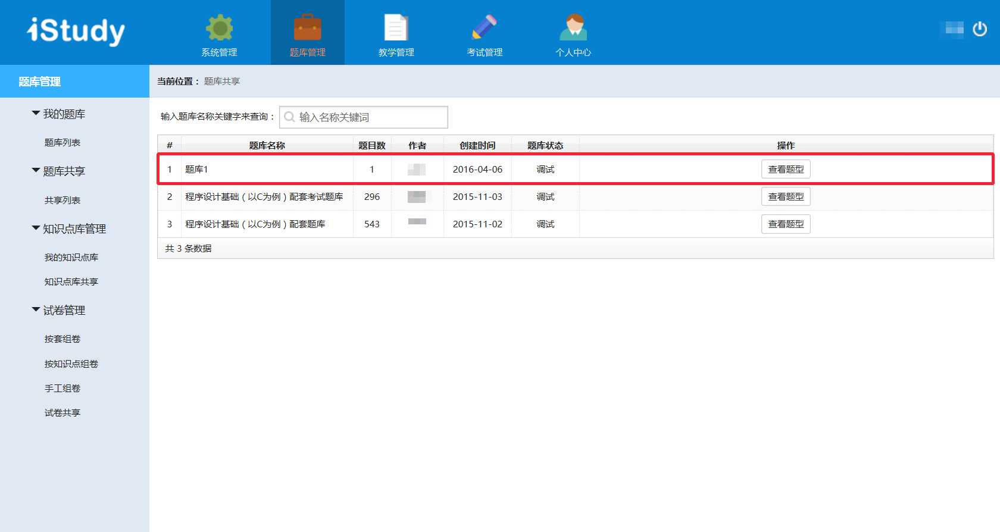 iStudy
系统管理
题库管理
教学管理
考试管理
个人中心
题库管理
我的题库
题库列表
题库共享
共享列表
知识点库管理
我的知识点库
知识点库共享
试卷管理
按套组卷
按知识点组卷
手工组卷
试卷共享
当前位置： 题库共享
输入题库名称关键字来查询： 输入名称关键词
# 题库名称 题目数 作者 创建时间 题库状态 操作
1 题库1 1 2016-04-06 调试 查看题型
2 程序设计基础（以C为例）配套考试题库 296 2015-11-03 调试 查看题型
3 程序设计基础（以C为例）配套题库 543 2015-11-02 调试 查看题型
共 3 条数据